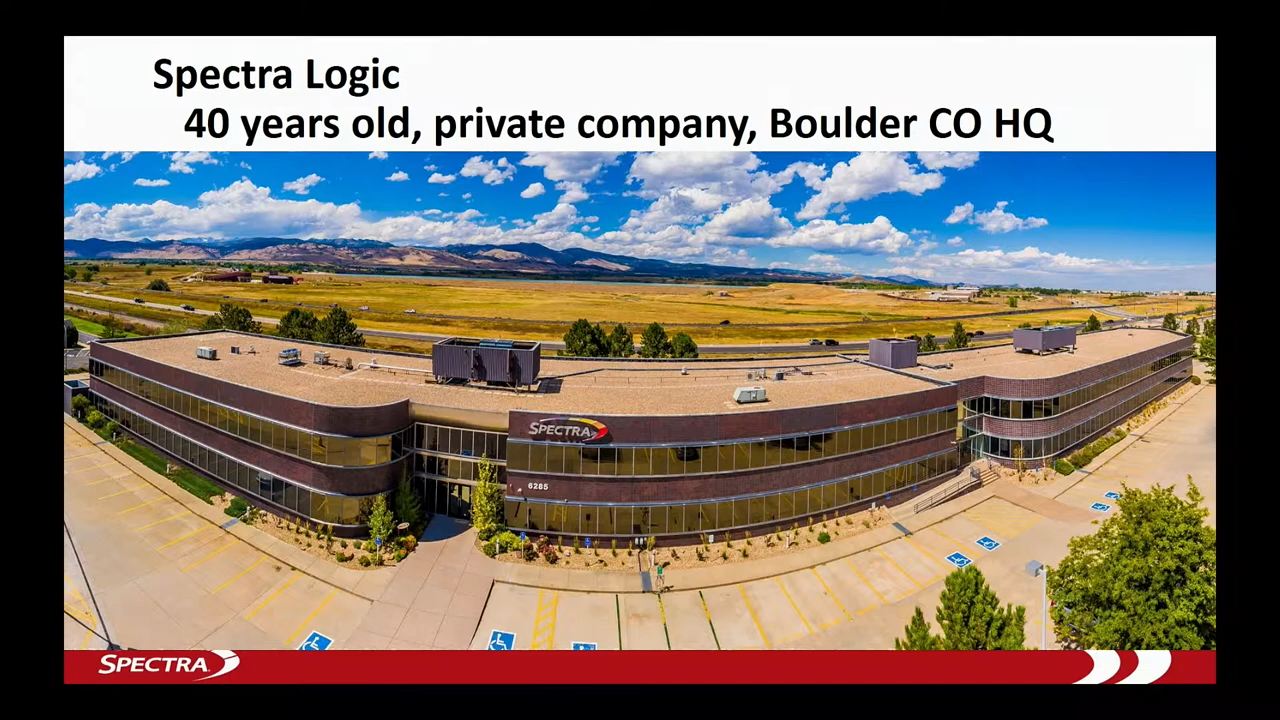 Spectra Logic
40 years old, private company, Boulder CO HQ
SPECTRA
6285
SPECTRA